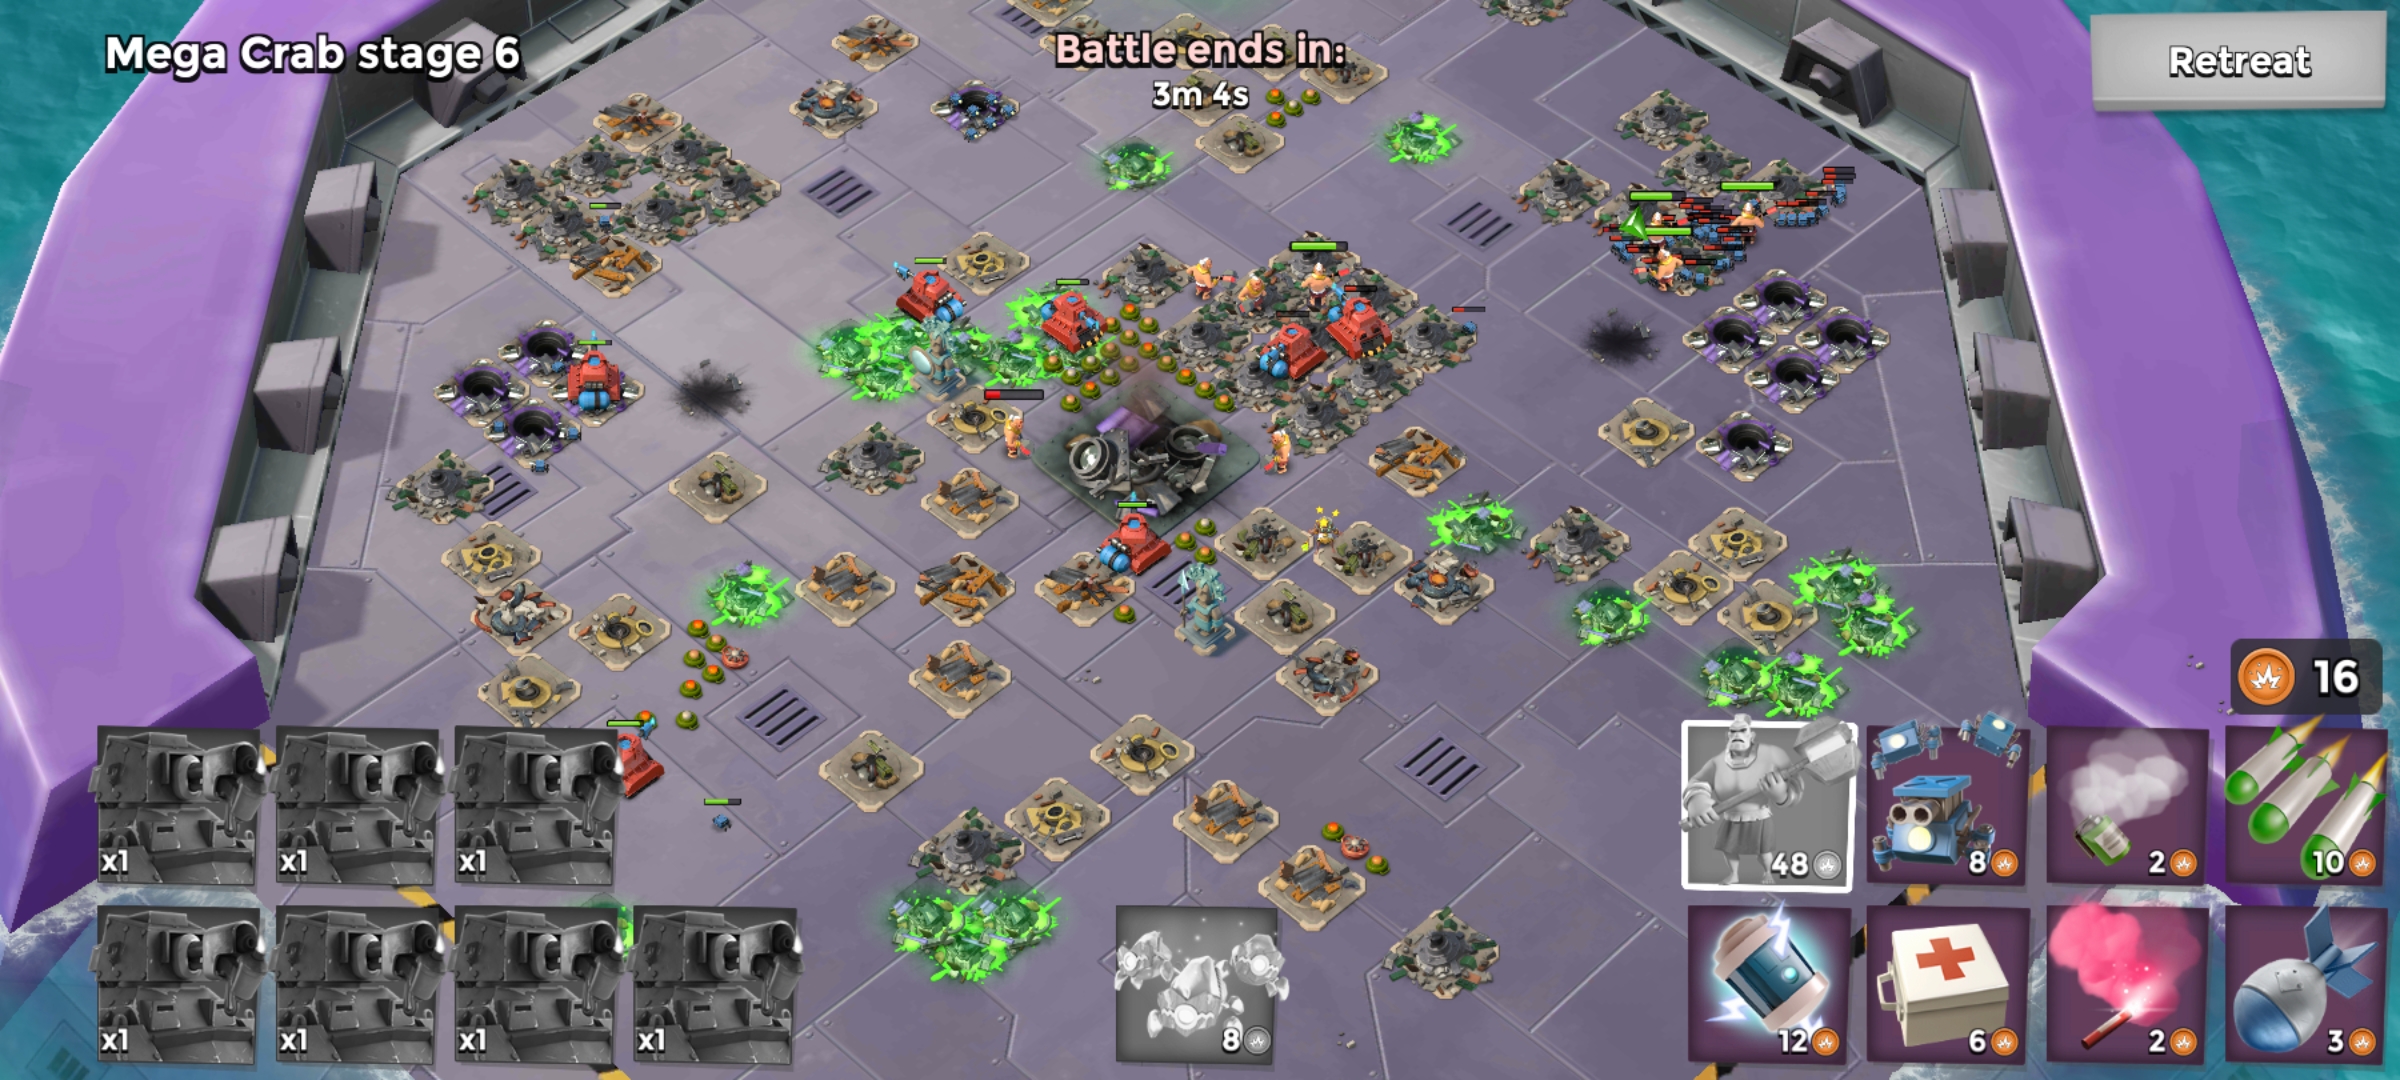 Mega Crab stage 6
Battle ends in:
3m 4s
Retreat
16
x1
x1
x1
48
8
2
10
x1
x1
x1
x1
8
12
6
2
3